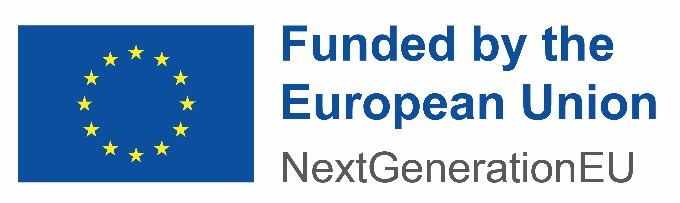 Funded by the
European Union
NextGenerationEU